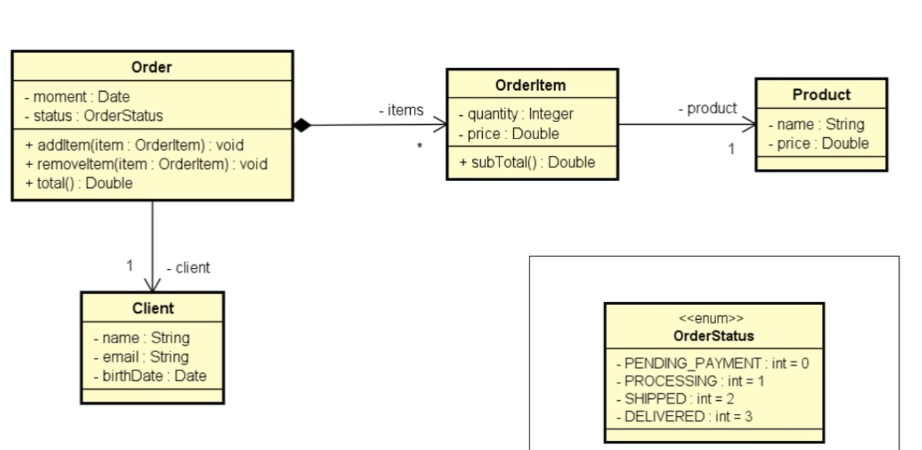 Order
- moment : Date
- status : OrderStatus
+ addItem(item : OrderItem) : void
+ removeItem(item : OrderItem) : void
+ total() : Double
- items
*
OrderItem
- quantity : Integer
- price : Double
+ subTotal() : Double
- product
1
Product
- name : String
- price : Double
1
- client
Client
- name : String
- email : String
- birthDate : Date
<<enum>>
OrderStatus
- PENDING_PAYMENT : int = 0
- PROCESSING : int = 1
- SHIPPED : int = 2
- DELIVERED : int = 3